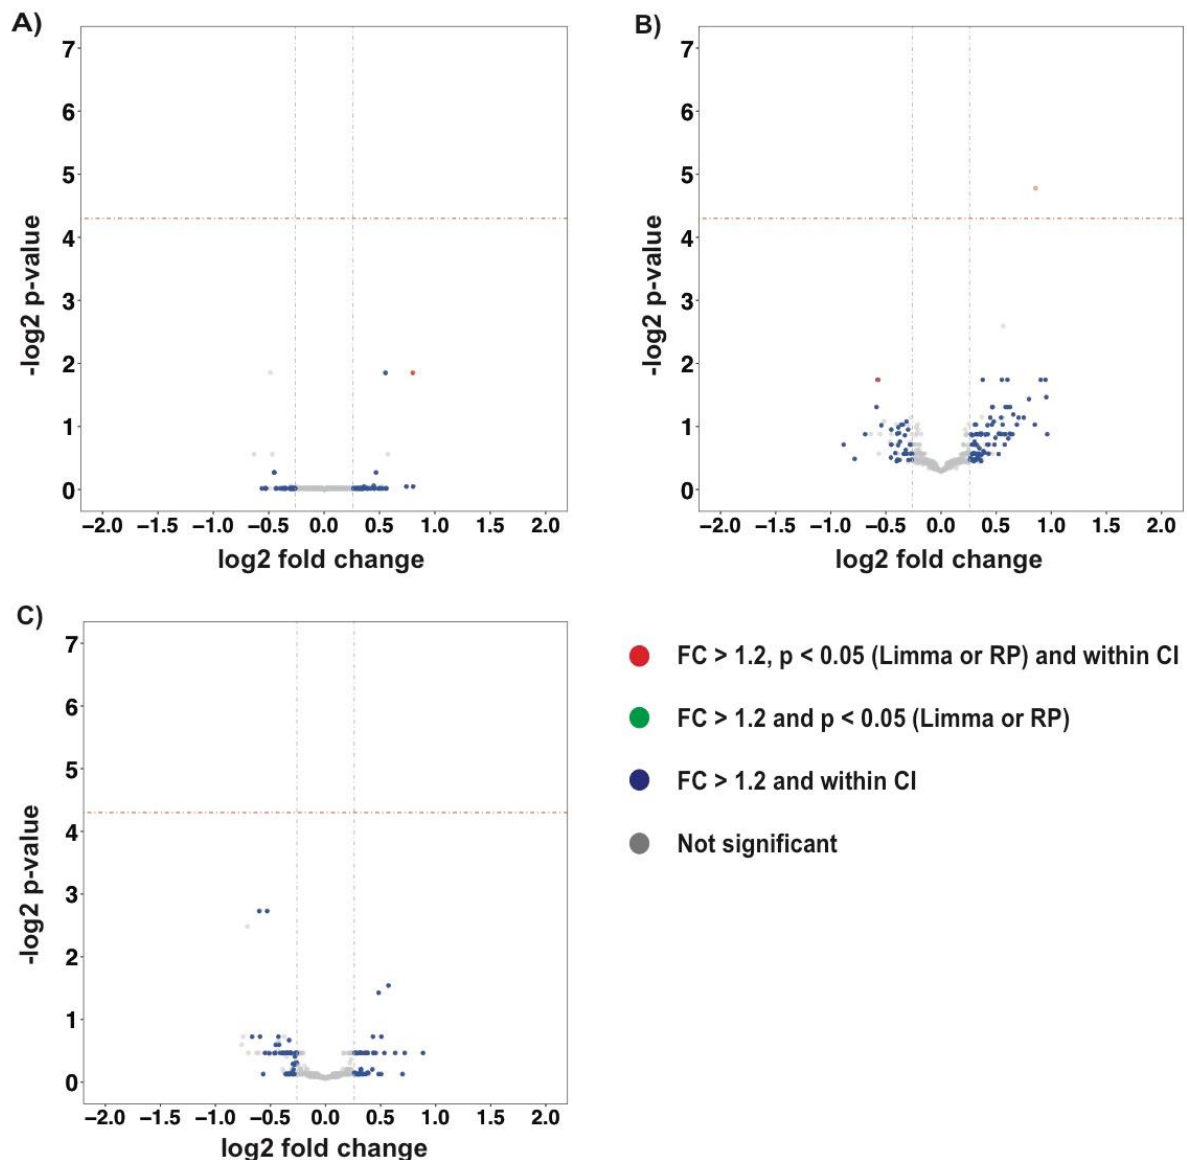 A)
7
6
5
4
3
2
1
0
-log2 p-value
−2.0 −1.5 −1.0 −0.5 0.0 0.5 1.0 1.5 2.0
log2 fold change
B)
7
6
5
4
3
2
1
0
-log2 p-value
−2.0 −1.5 −1.0 −0.5 0.0 0.5 1.0 1.5 2.0
log2 fold change
C)
7
6
5
4
3
2
1
0
-log2 p-value
−2.0 −1.5 −1.0 −0.5 0.0 0.5 1.0 1.5 2.0
log2 fold change
FC > 1.2, p < 0.05 (Limma or RP) and within CI
FC > 1.2 and p < 0.05 (Limma or RP)
FC > 1.2 and within CI
Not significant